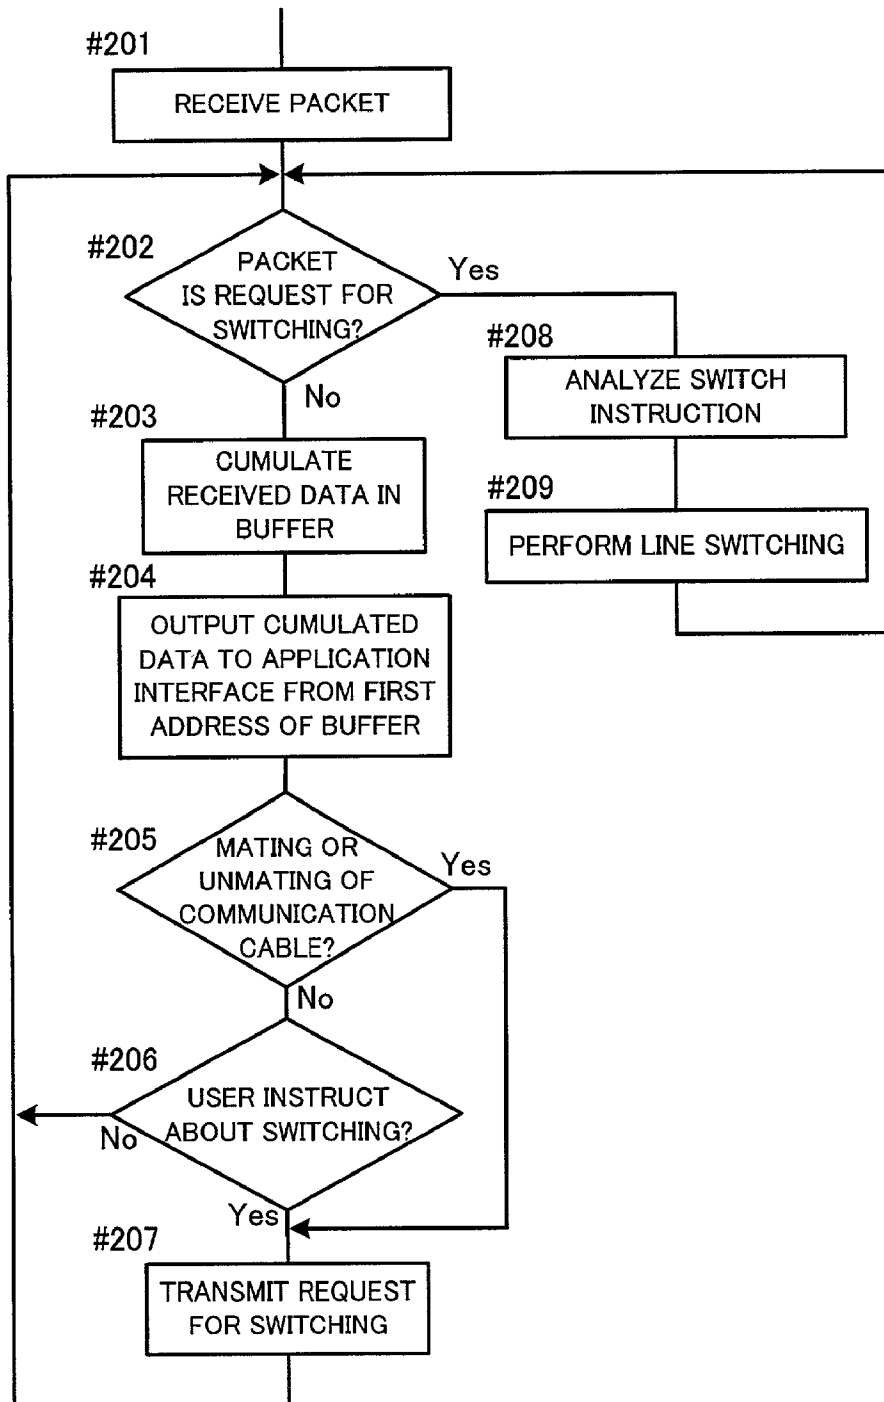 #201
RECEIVE PACKET
#202
PACKET
IS REQUEST FOR
SWITCHING?
Yes
No
#208
ANALYZE SWITCH
INSTRUCTION
#203
CUMULATE
RECEIVED DATA IN
BUFFER
#209
PERFORM LINE SWITCHING
#204
OUTPUT CUMULATED
DATA TO APPLICATION
INTERFACE FROM FIRST
ADDRESS OF BUFFER
#205
MATING OR
UNMATING OF
COMMUNICATION
CABLE?
Yes
No
#206
USER INSTRUCT
ABOUT SWITCHING?
No
Yes
#207
TRANSMIT REQUEST
FOR SWITCHING